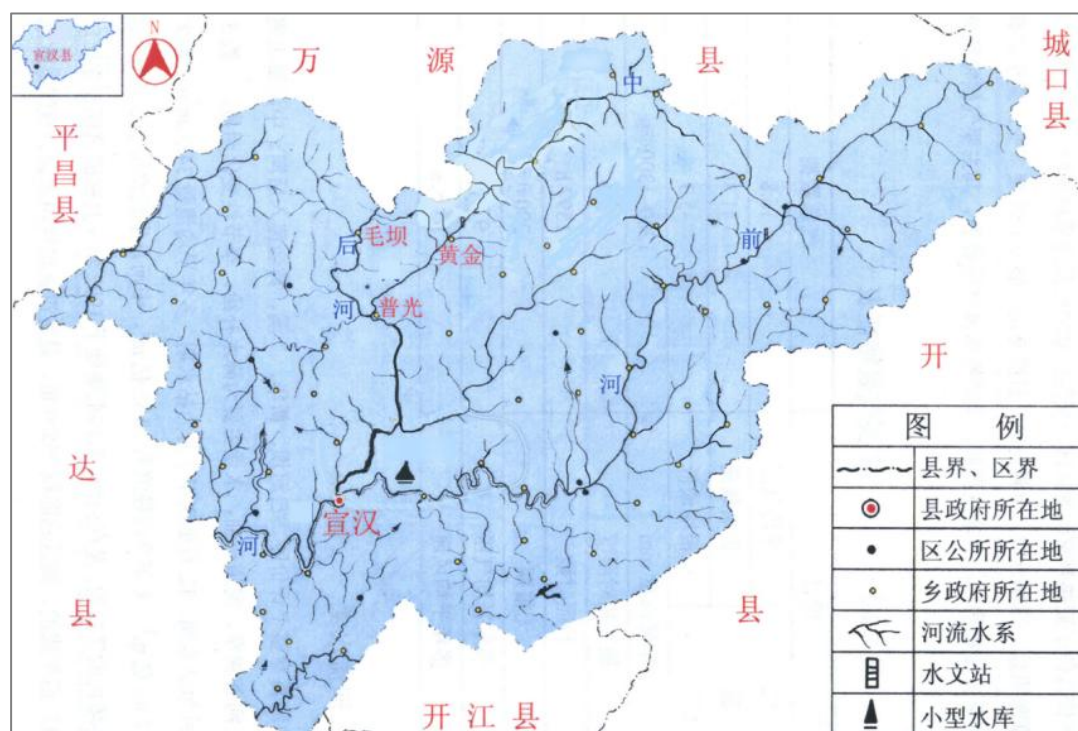 宣汉县
N
万源县
城口县
平昌县
中
后
毛坝
黄金
前
河
普光
开
河
达
宣汉
河
县
县
开江县
图例
县界、区界
县政府所在地
区公所所在地
乡政府所在地
河流水系
水文站
小型水库